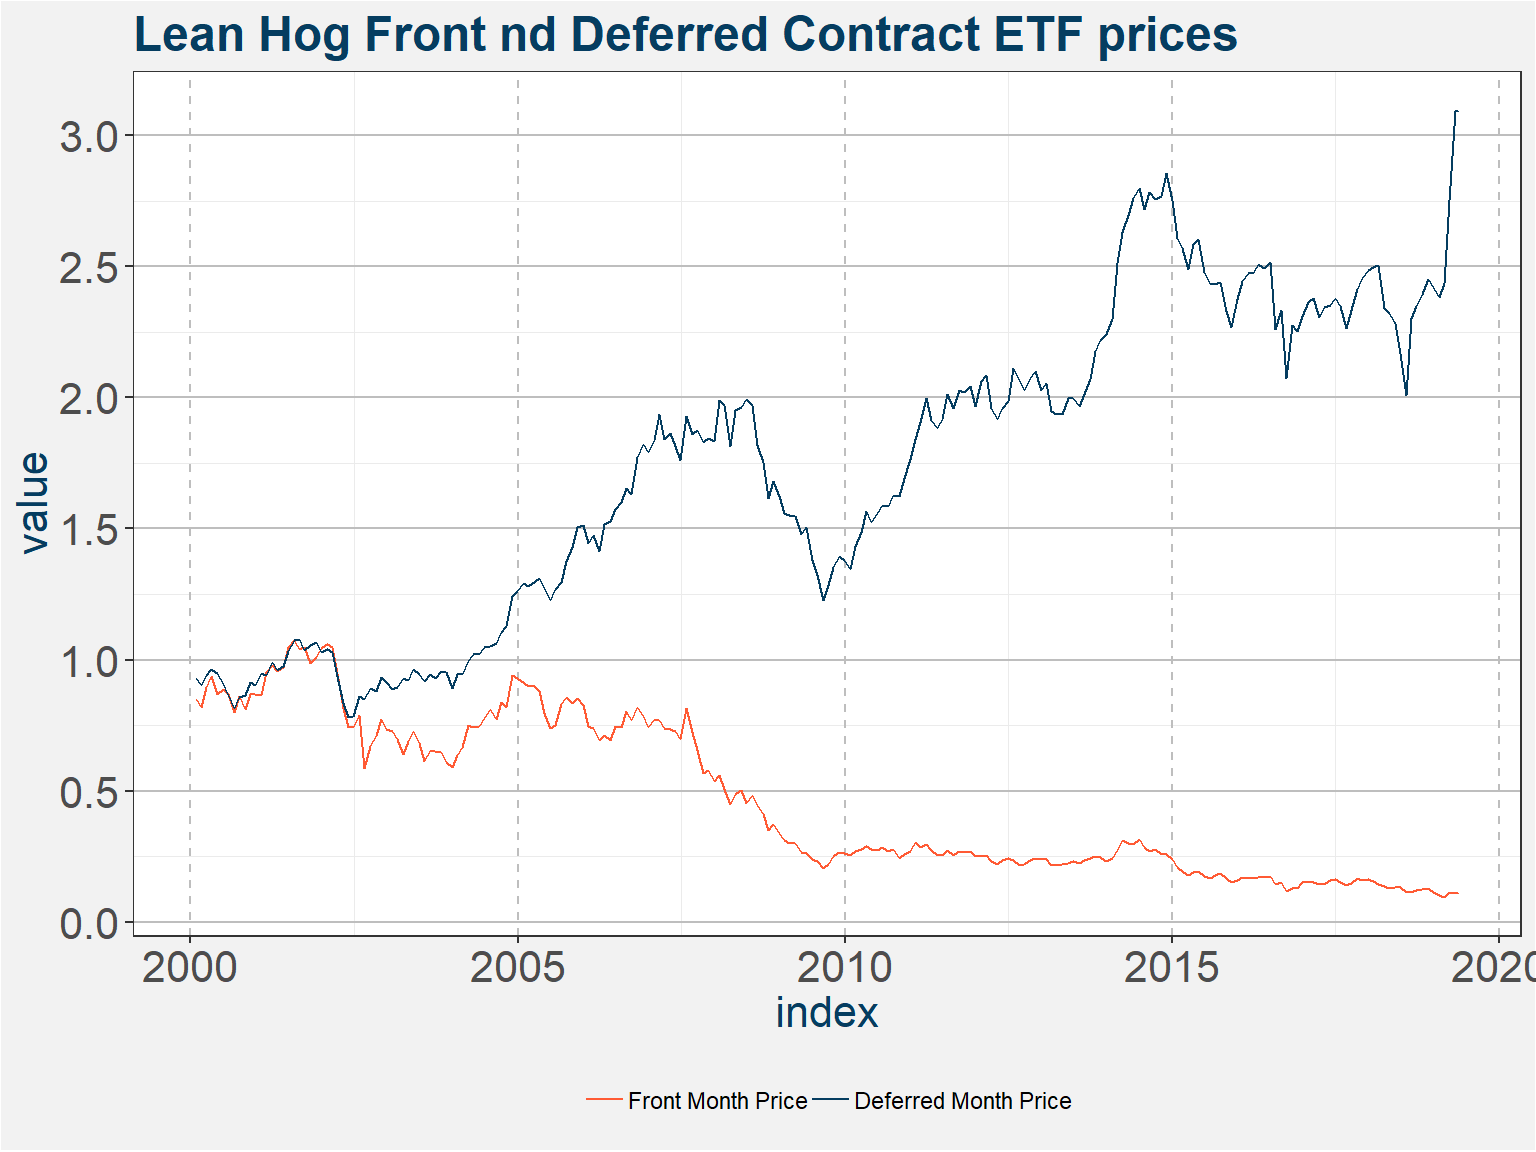 Lean Hog Front nd Deferred Contract ETF prices
3.0
2.5
2.0
1.5
1.0
0.5
0.0
value
2000 2005 2010 2015 2020
index
Front Month Price Deferred Month Price